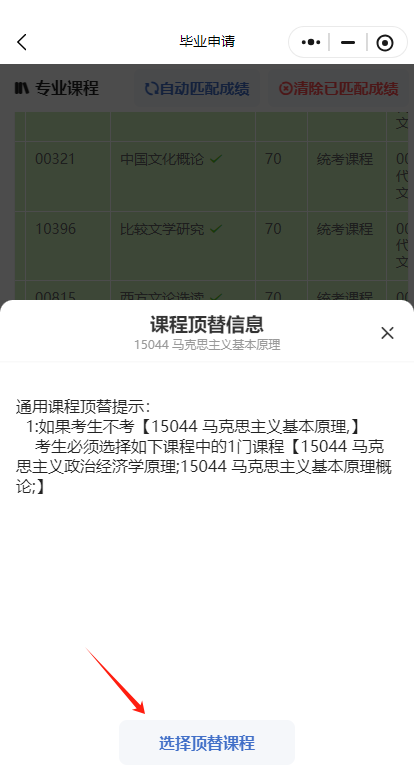 毕业申请
专业课程
自动匹配成绩
清除已匹配成绩
文
00321 中国文化概论 70 统考课程 00
代
文
10396 比较文学研究 70 统考课程 00
代
文
00815 西方文论选读 70 统考课程 00
课程顶替信息
15044 马克思主义基本原理
通用课程顶替提示:
1:如果考生不考【15044 马克思主义基本原理,】
考生必须选择如下课程中的1门课程【15044 马克
思主义政治经济学原理;15044 马克思主义基本原理概
论;】
选择顶替课程